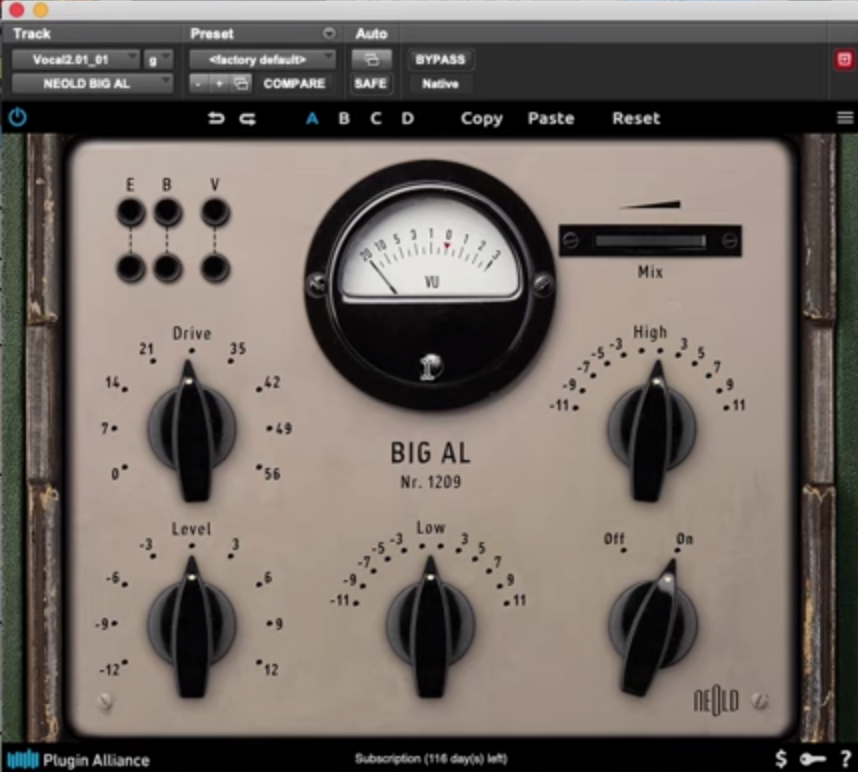 Track Preset Auto
Vocal2.01_01 g <factory default> BYPASS
NEOLD BIG AL - + COMPARE SAFE Native
A B C D Copy Paste Reset
E B V
20 10 5 3 1 0 1 2 3
VU
Mix
Drive
0 7 14 21 35 42 49 56
High
-11 -9 -7 -5 -3 3 5 7 9 11
BIG AL
Nr. 1209
Level
-12 -9 -6 -3 3 6 9 12
Low
-11 -9 -7 -5 -3 3 5 7 9 11
Off On
NEOLD
Plugin Alliance Subscription (116 day(s) left) $ ?